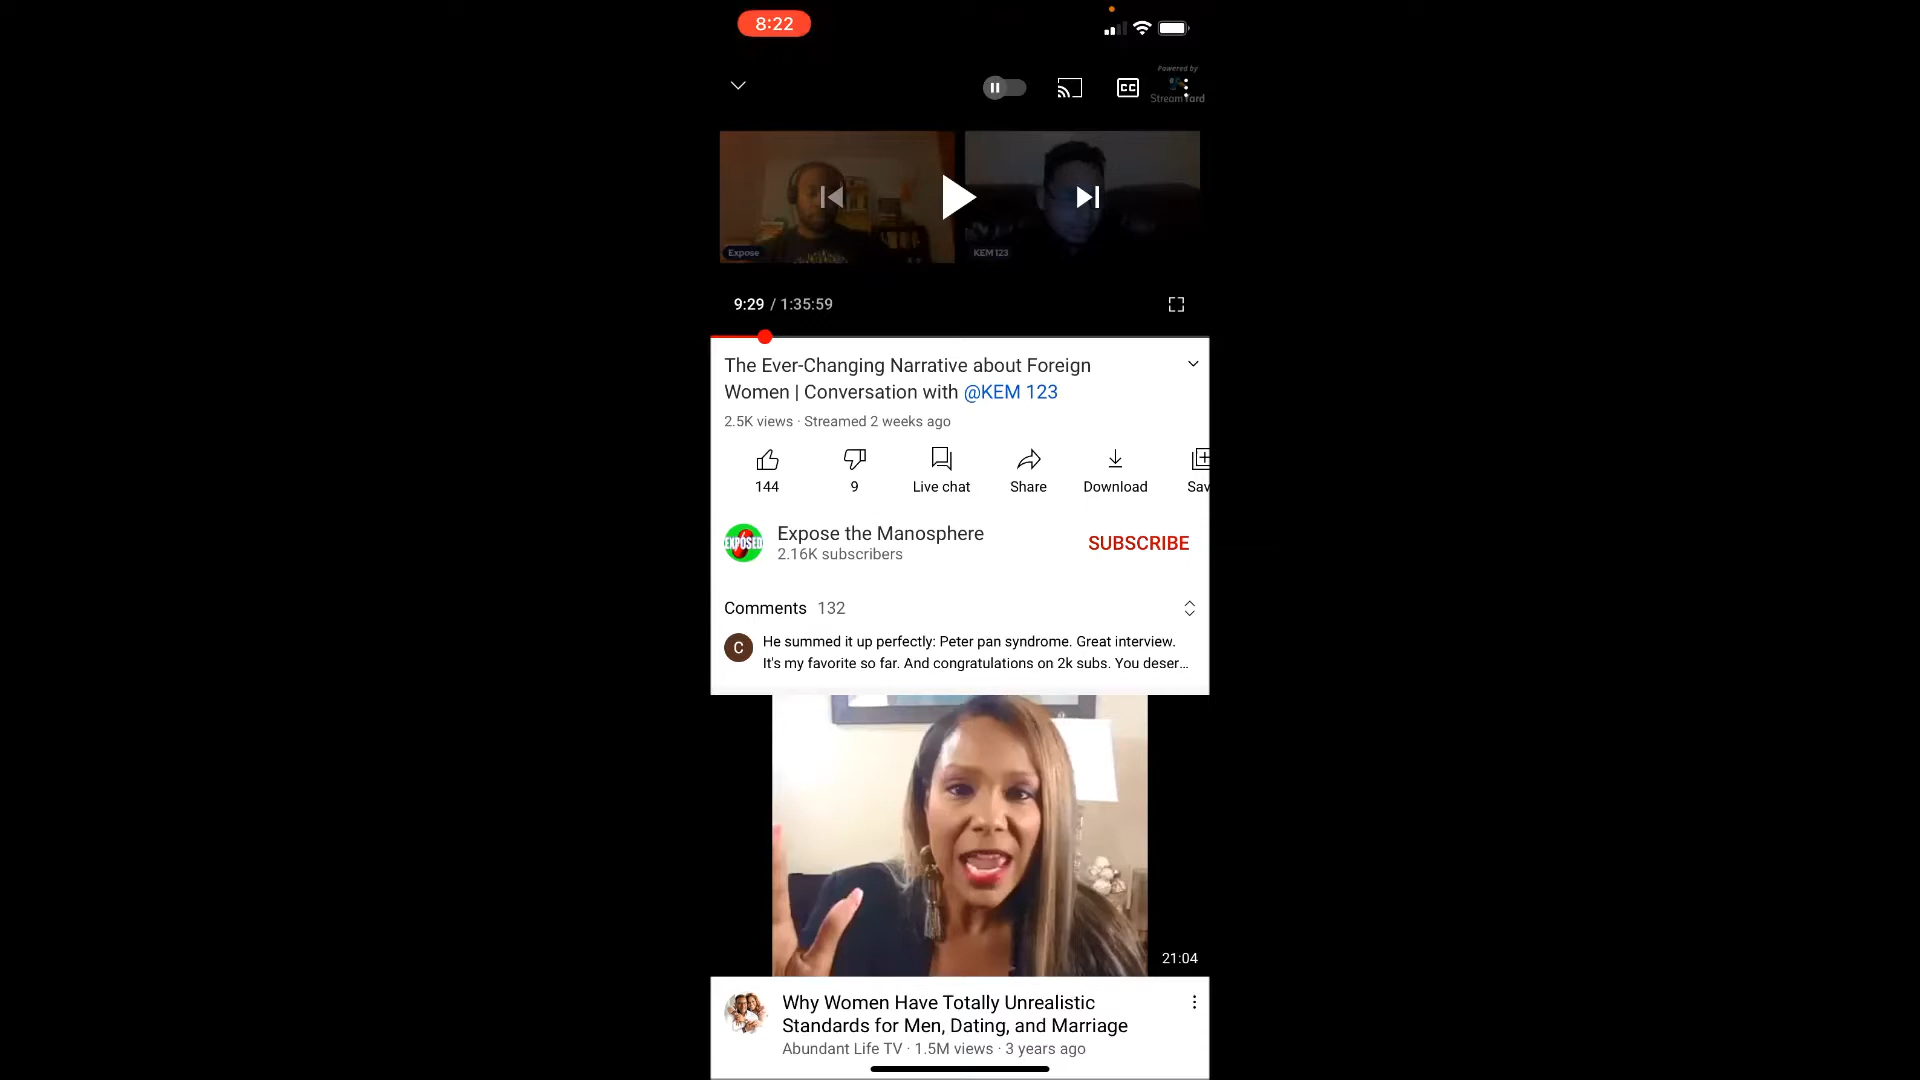 8:22
Powered by
StreamYard
CC
Expose
KEM 123
9:29 / 1:35:59
The Ever-Changing Narrative about Foreign
Women | Conversation with @KEM 123
2.5K views · Streamed 2 weeks ago
144
9
Live chat
Share
Download
Sav
EXPOSED
Expose the Manosphere
2.16K subscribers
SUBSCRIBE
Comments 132
C
He summed it up perfectly: Peter pan syndrome. Great interview.
It's my favorite so far. And congratulations on 2k subs. You deser...
21:04
Why Women Have Totally Unrealistic
Standards for Men, Dating, and Marriage
Abundant Life TV · 1.5M views · 3 years ago